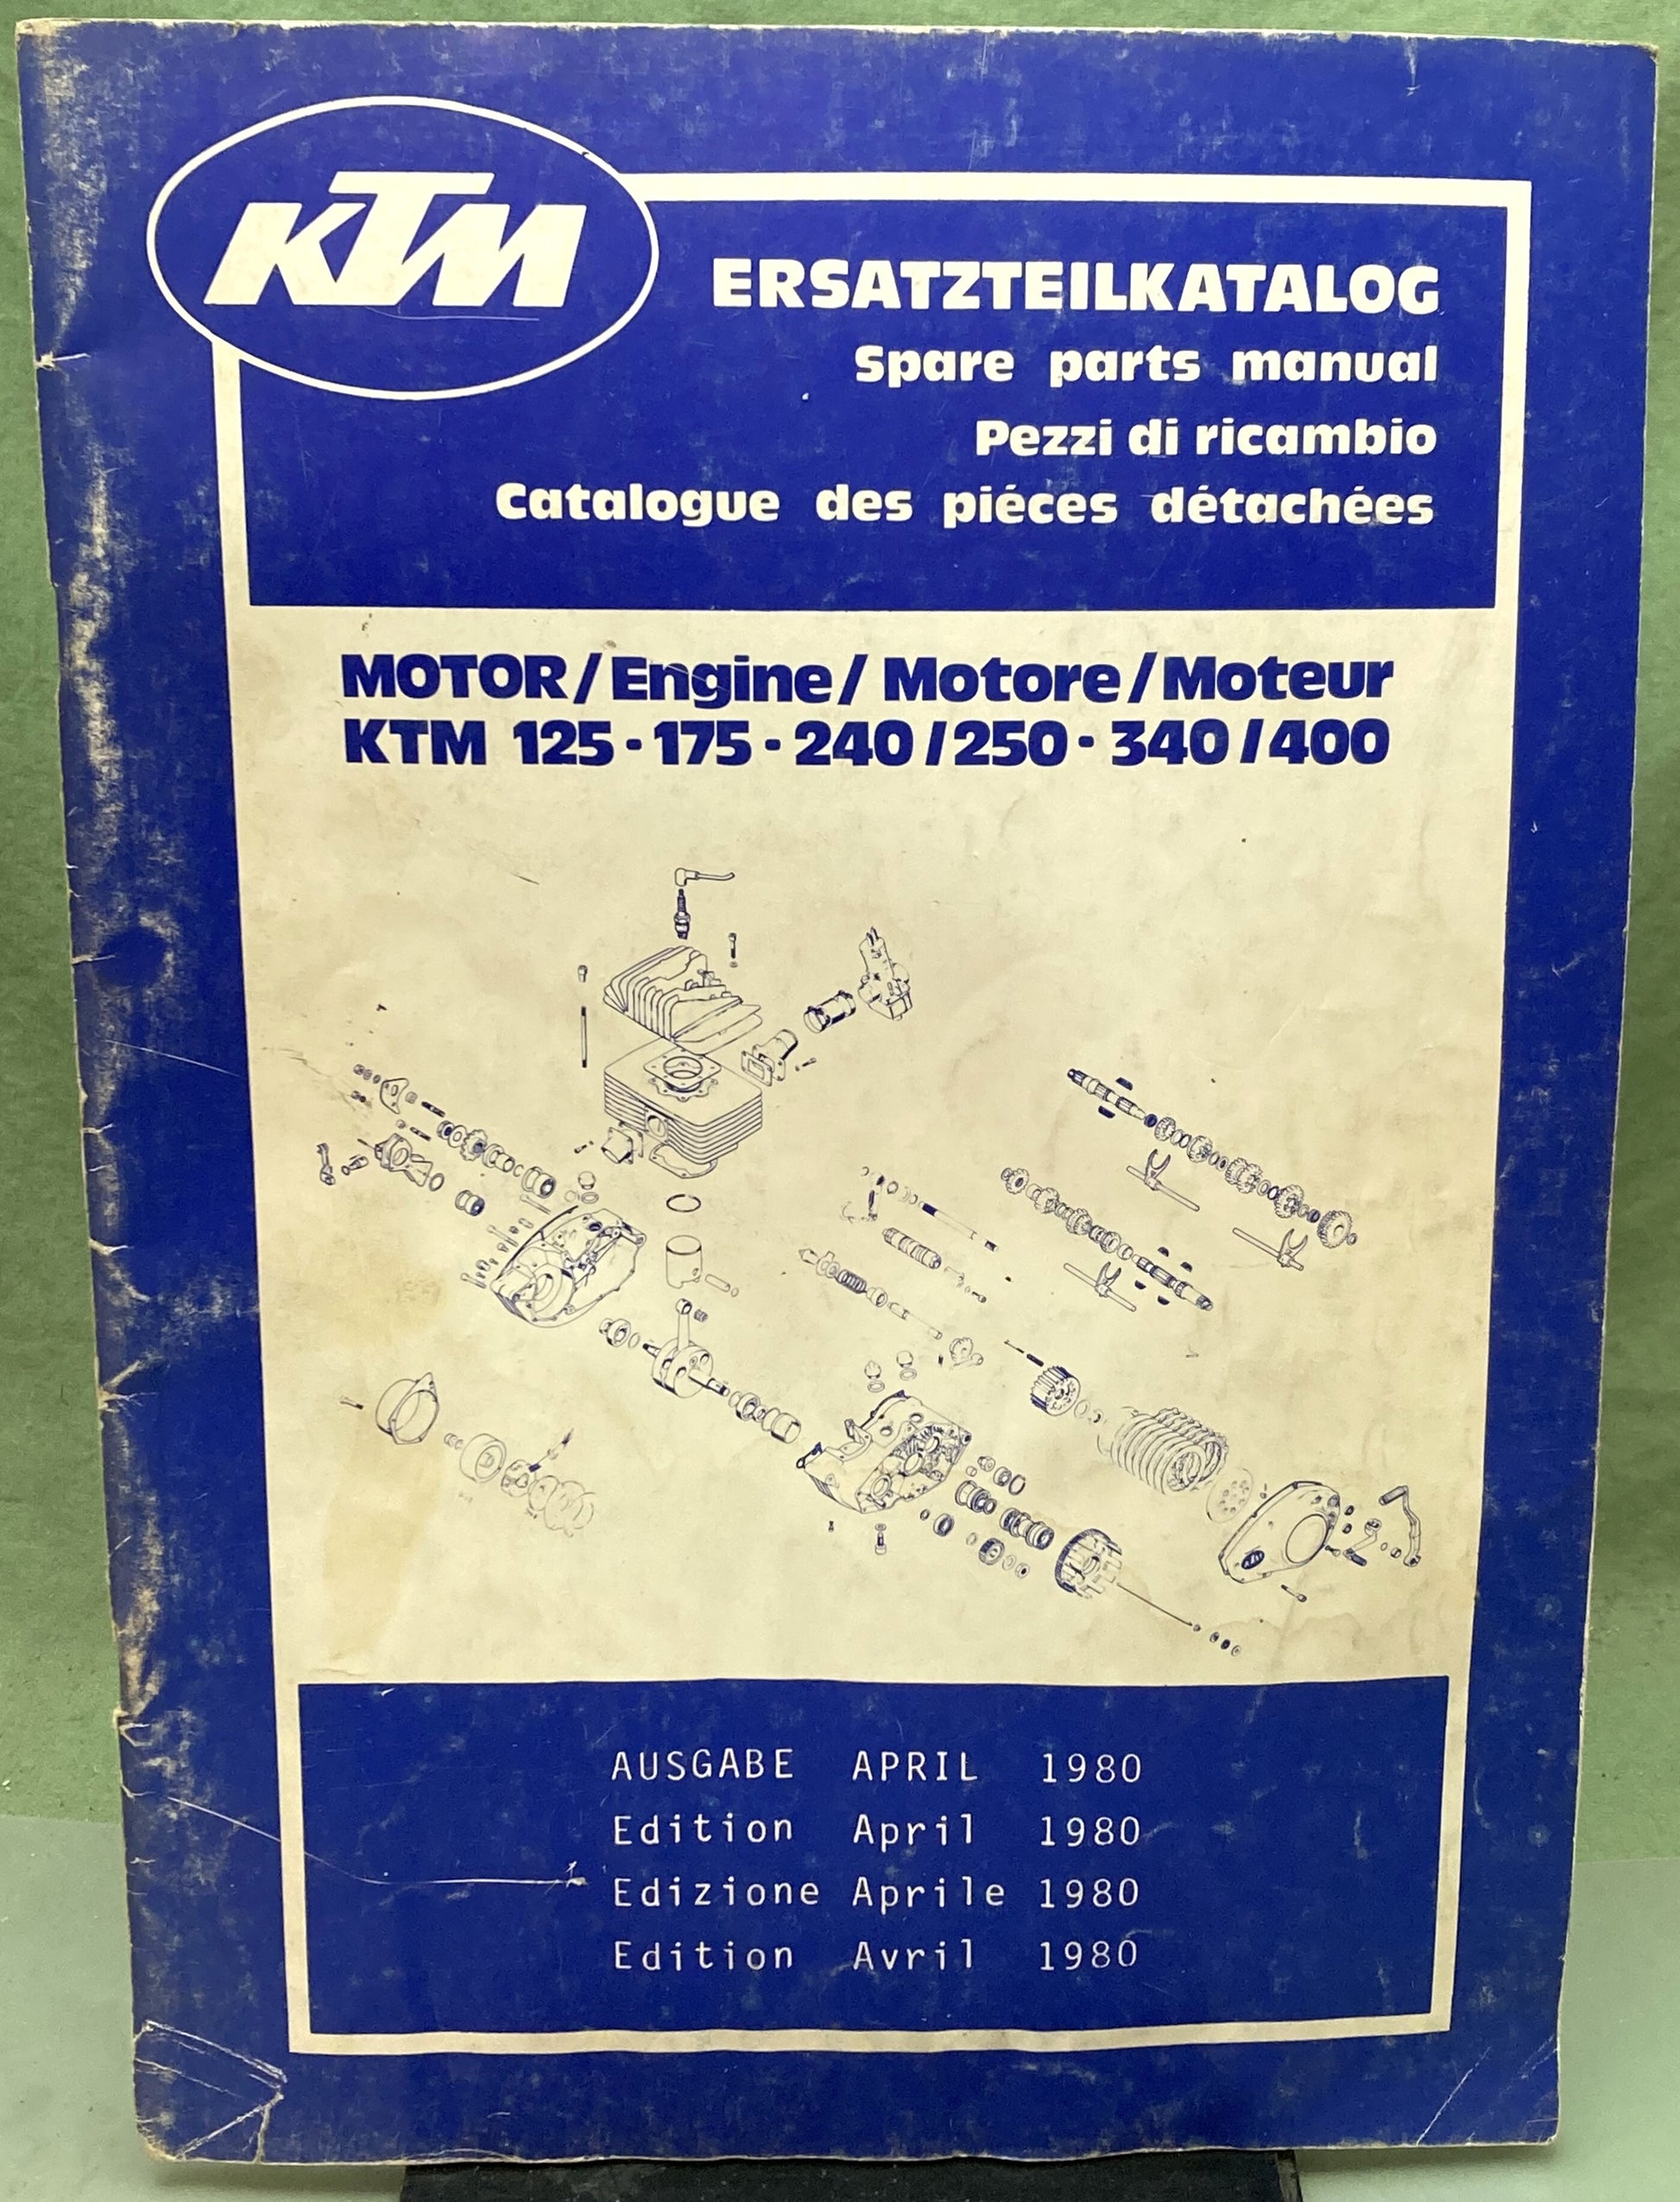 KTM
ERSATZTEILKATALOG
Spare parts manual
Pezzi di ricambio
Catalogue des piéces détachées
MOTOR/Engine/Motore/Moteur
KTM 125·175·240/250·340/400
AUSGABE APRIL 1980
Edition April 1980
Edizione Aprile 1980
Edition Avril 1980